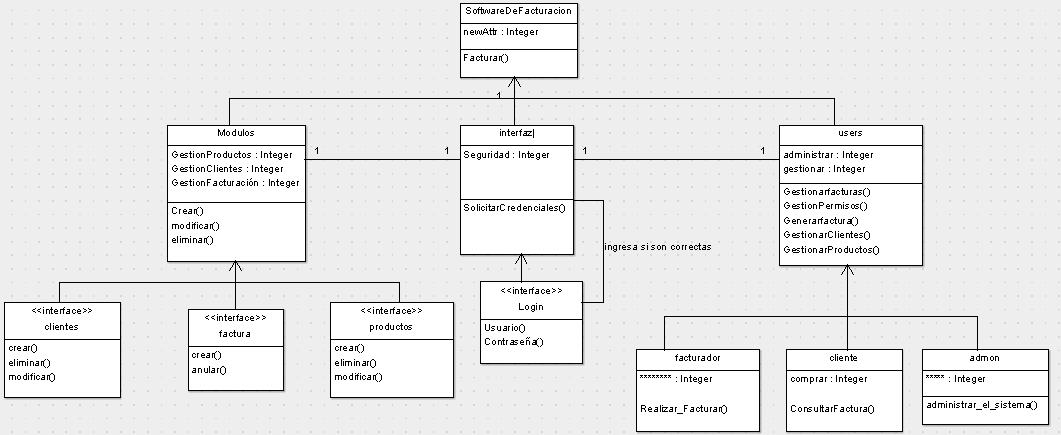 SoftwareDeFacturacion
newAttr : Integer
Facturar()
1
Modulos
GestionProductos : Integer
GestionClientes : Integer
GestionFacturación : Integer
Crear()
modificar()
eliminar()
1
1
interfaz|
Seguridad : Integer
SolicitarCredenciales()
1
1
users
administrar : Integer
gestionar : Integer
Gestionarfacturas()
GestionPermisos()
Generarfactura()
GestionarClientes()
GestionarProductos()
ingresa si son correctas
<<interface>>
clientes
crear()
eliminar()
modificar()
<<interface>>
factura
crear()
anular()
<<interface>>
productos
crear()
eliminar()
modificar()
<<interface>>
Login
Usuario()
Contraseña()
facturador
******** : Integer
Realizar_Facturar()
cliente
comprar : Integer
ConsultarFactura()
admon
***** : Integer
administrar_el_sistema()